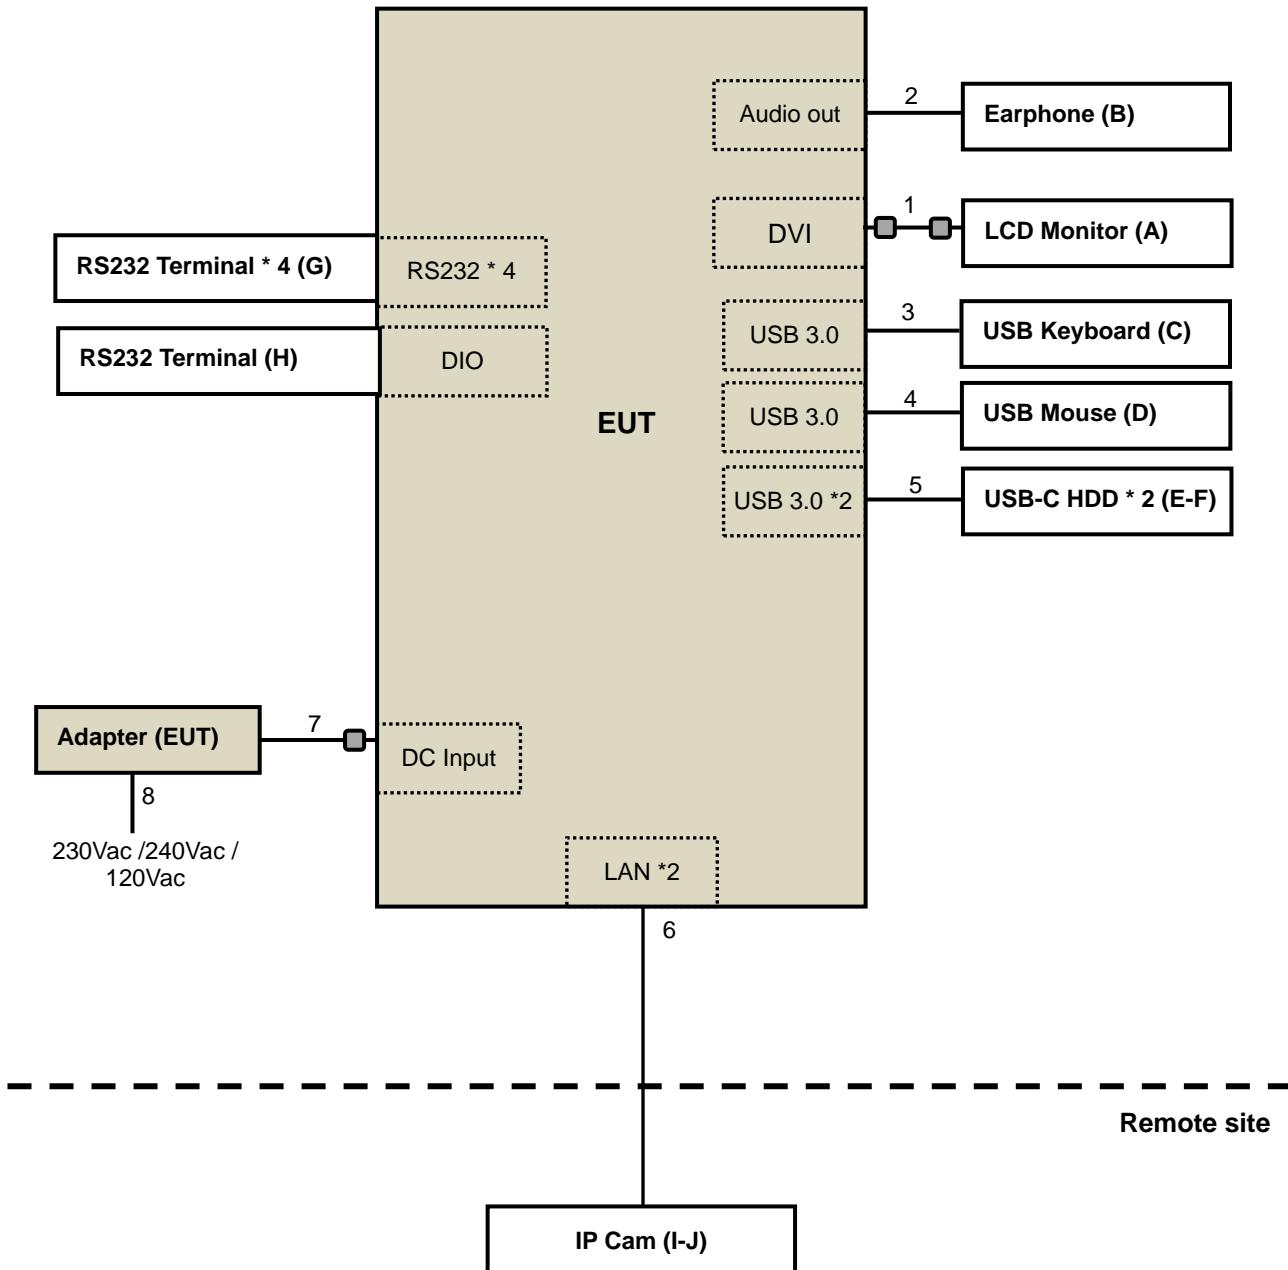 Audio out
2
Earphone (B)
DVI
1
LCD Monitor (A)
RS232 Terminal * 4 (G)
RS232 * 4
USB 3.0
3
USB Keyboard (C)
RS232 Terminal (H)
DIO
EUT
USB 3.0
4
USB Mouse (D)
USB 3.0 *2
5
USB-C HDD * 2 (E-F)
Adapter (EUT)
7
DC Input
8
230Vac /240Vac /
120Vac
LAN *2
6
Remote site
IP Cam (I-J)